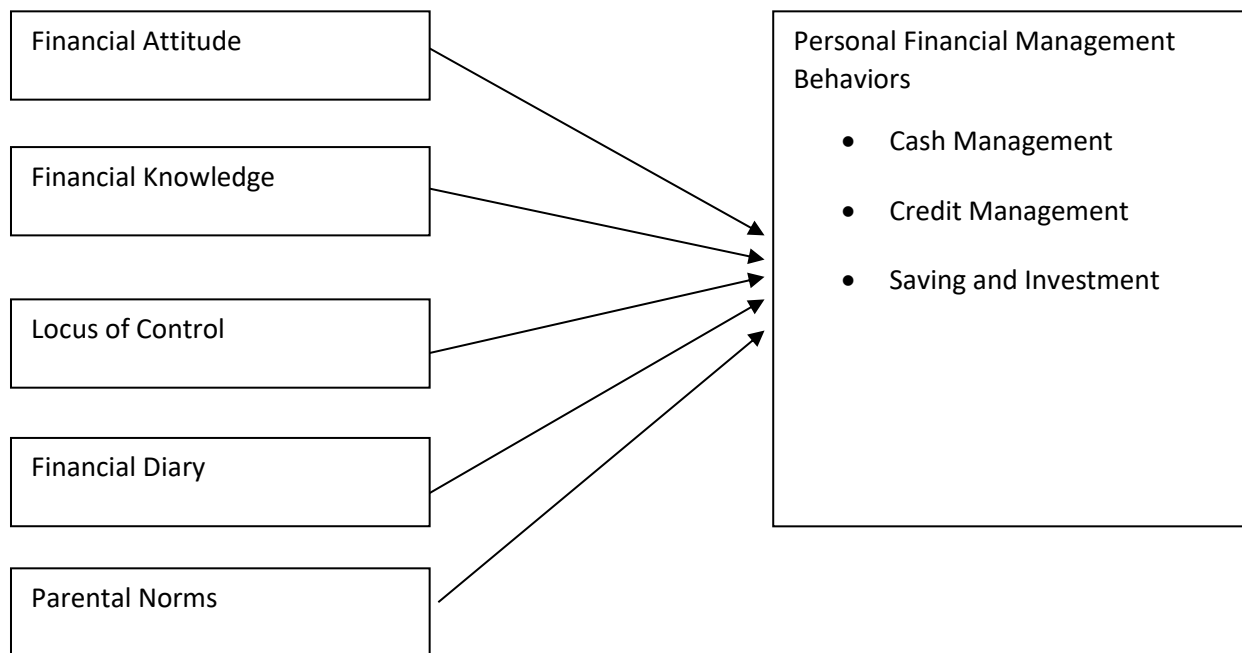 Financial Attitude
Financial Knowledge
Locus of Control
Financial Diary
Parental Norms
Personal Financial Management
Behaviors
• Cash Management
• Credit Management
• Saving and Investment